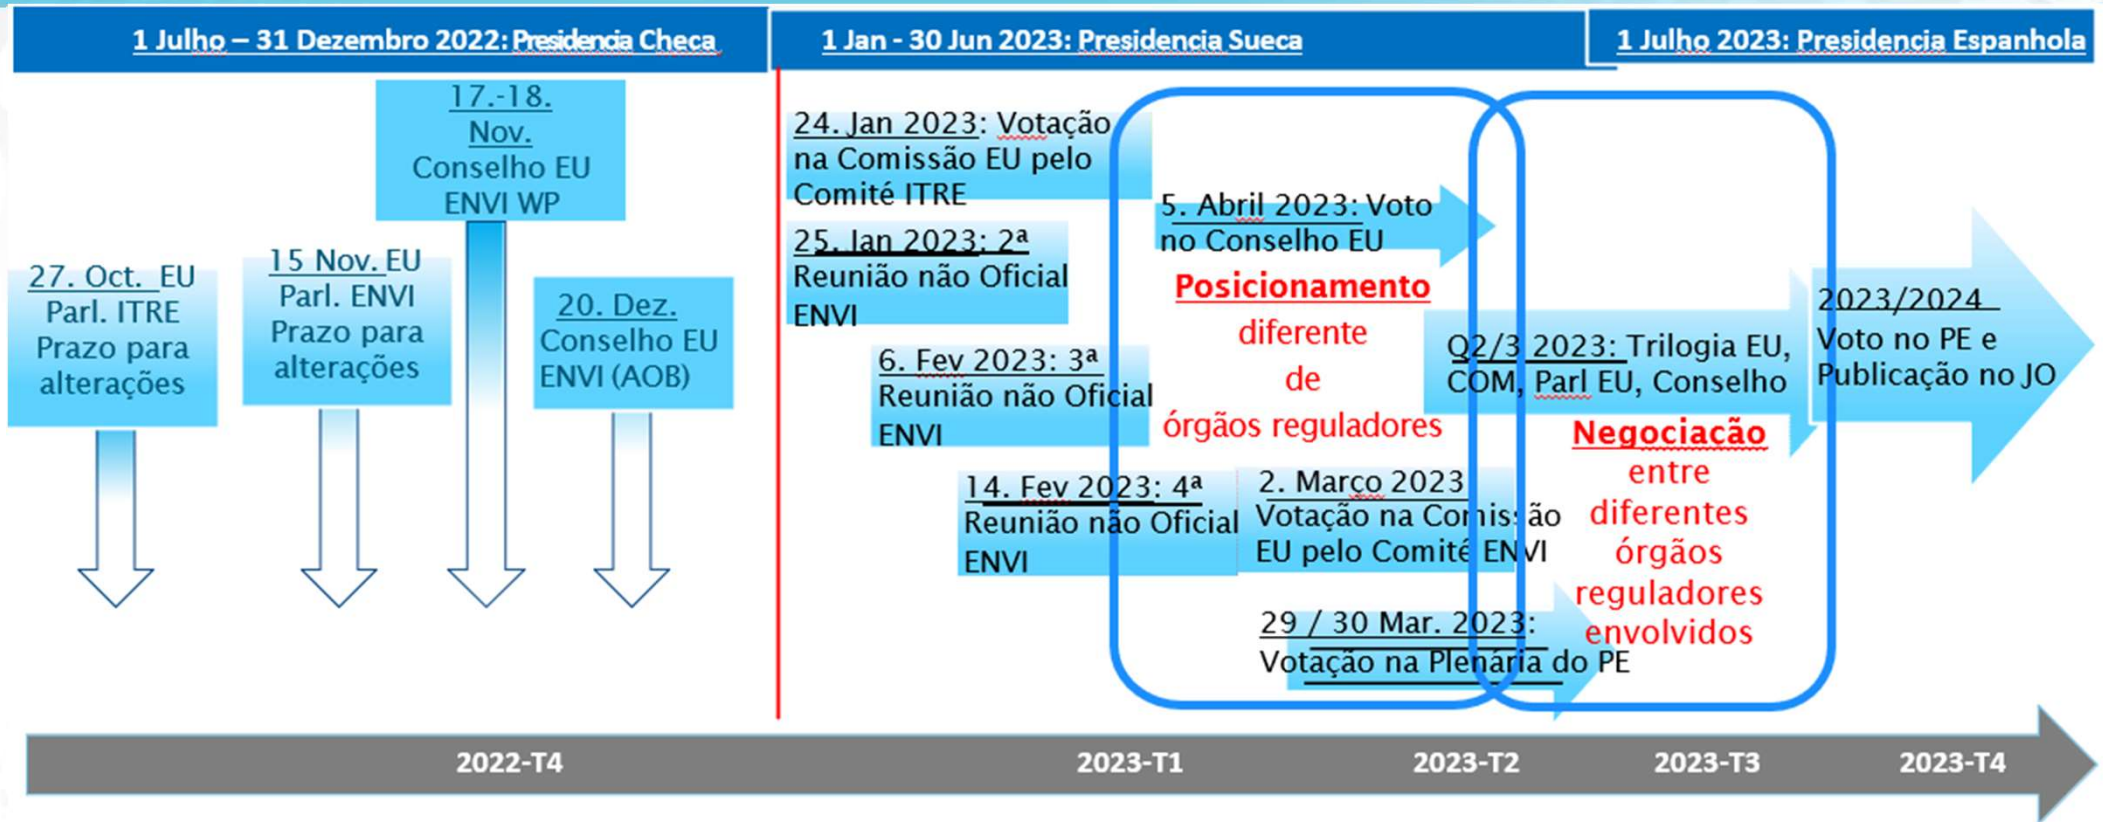 1 Julho – 31 Dezembro 2022: Presidencia Checa
1 Jan - 30 Jun 2023: Presidencia Sueca
1 Julho 2023: Presidencia Espanhola
27. Oct. EU
Parl. ITRE
Prazo para
alterações
15 Nov. EU
Parl. ENVI
Prazo para
alterações
17.-18.
Nov.
Conselho EU
ENVI WP
20. Dez.
Conselho EU
ENVI (AOB)
24. Jan 2023: Votação
na Comissão EU pelo
Comité ITRE
25. Jan 2023: 2ª
Reunião não Oficial
ENVI
6. Fev 2023: 3ª
Reunião não Oficial
ENVI
14. Fev 2023: 4ª
Reunião não Oficial
ENVI
5. Abril 2023: Voto
no Conselho EU
Posicionamento
diferente
de
órgãos reguladores
2. Março 2023
Votação na Comissão
EU pelo Comité ENVI
29 / 30 Mar. 2023:
Votação na Plenária do PE
Q2/3 2023: Trilogia EU,
COM, Parl EU, Conselho
Negociação
entre
diferentes
órgãos
reguladores
envolvidos
2023/2024
Voto no PE e
Publicação no JO
2022-T4
2023-T1
2023-T2
2023-T3
2023-T4